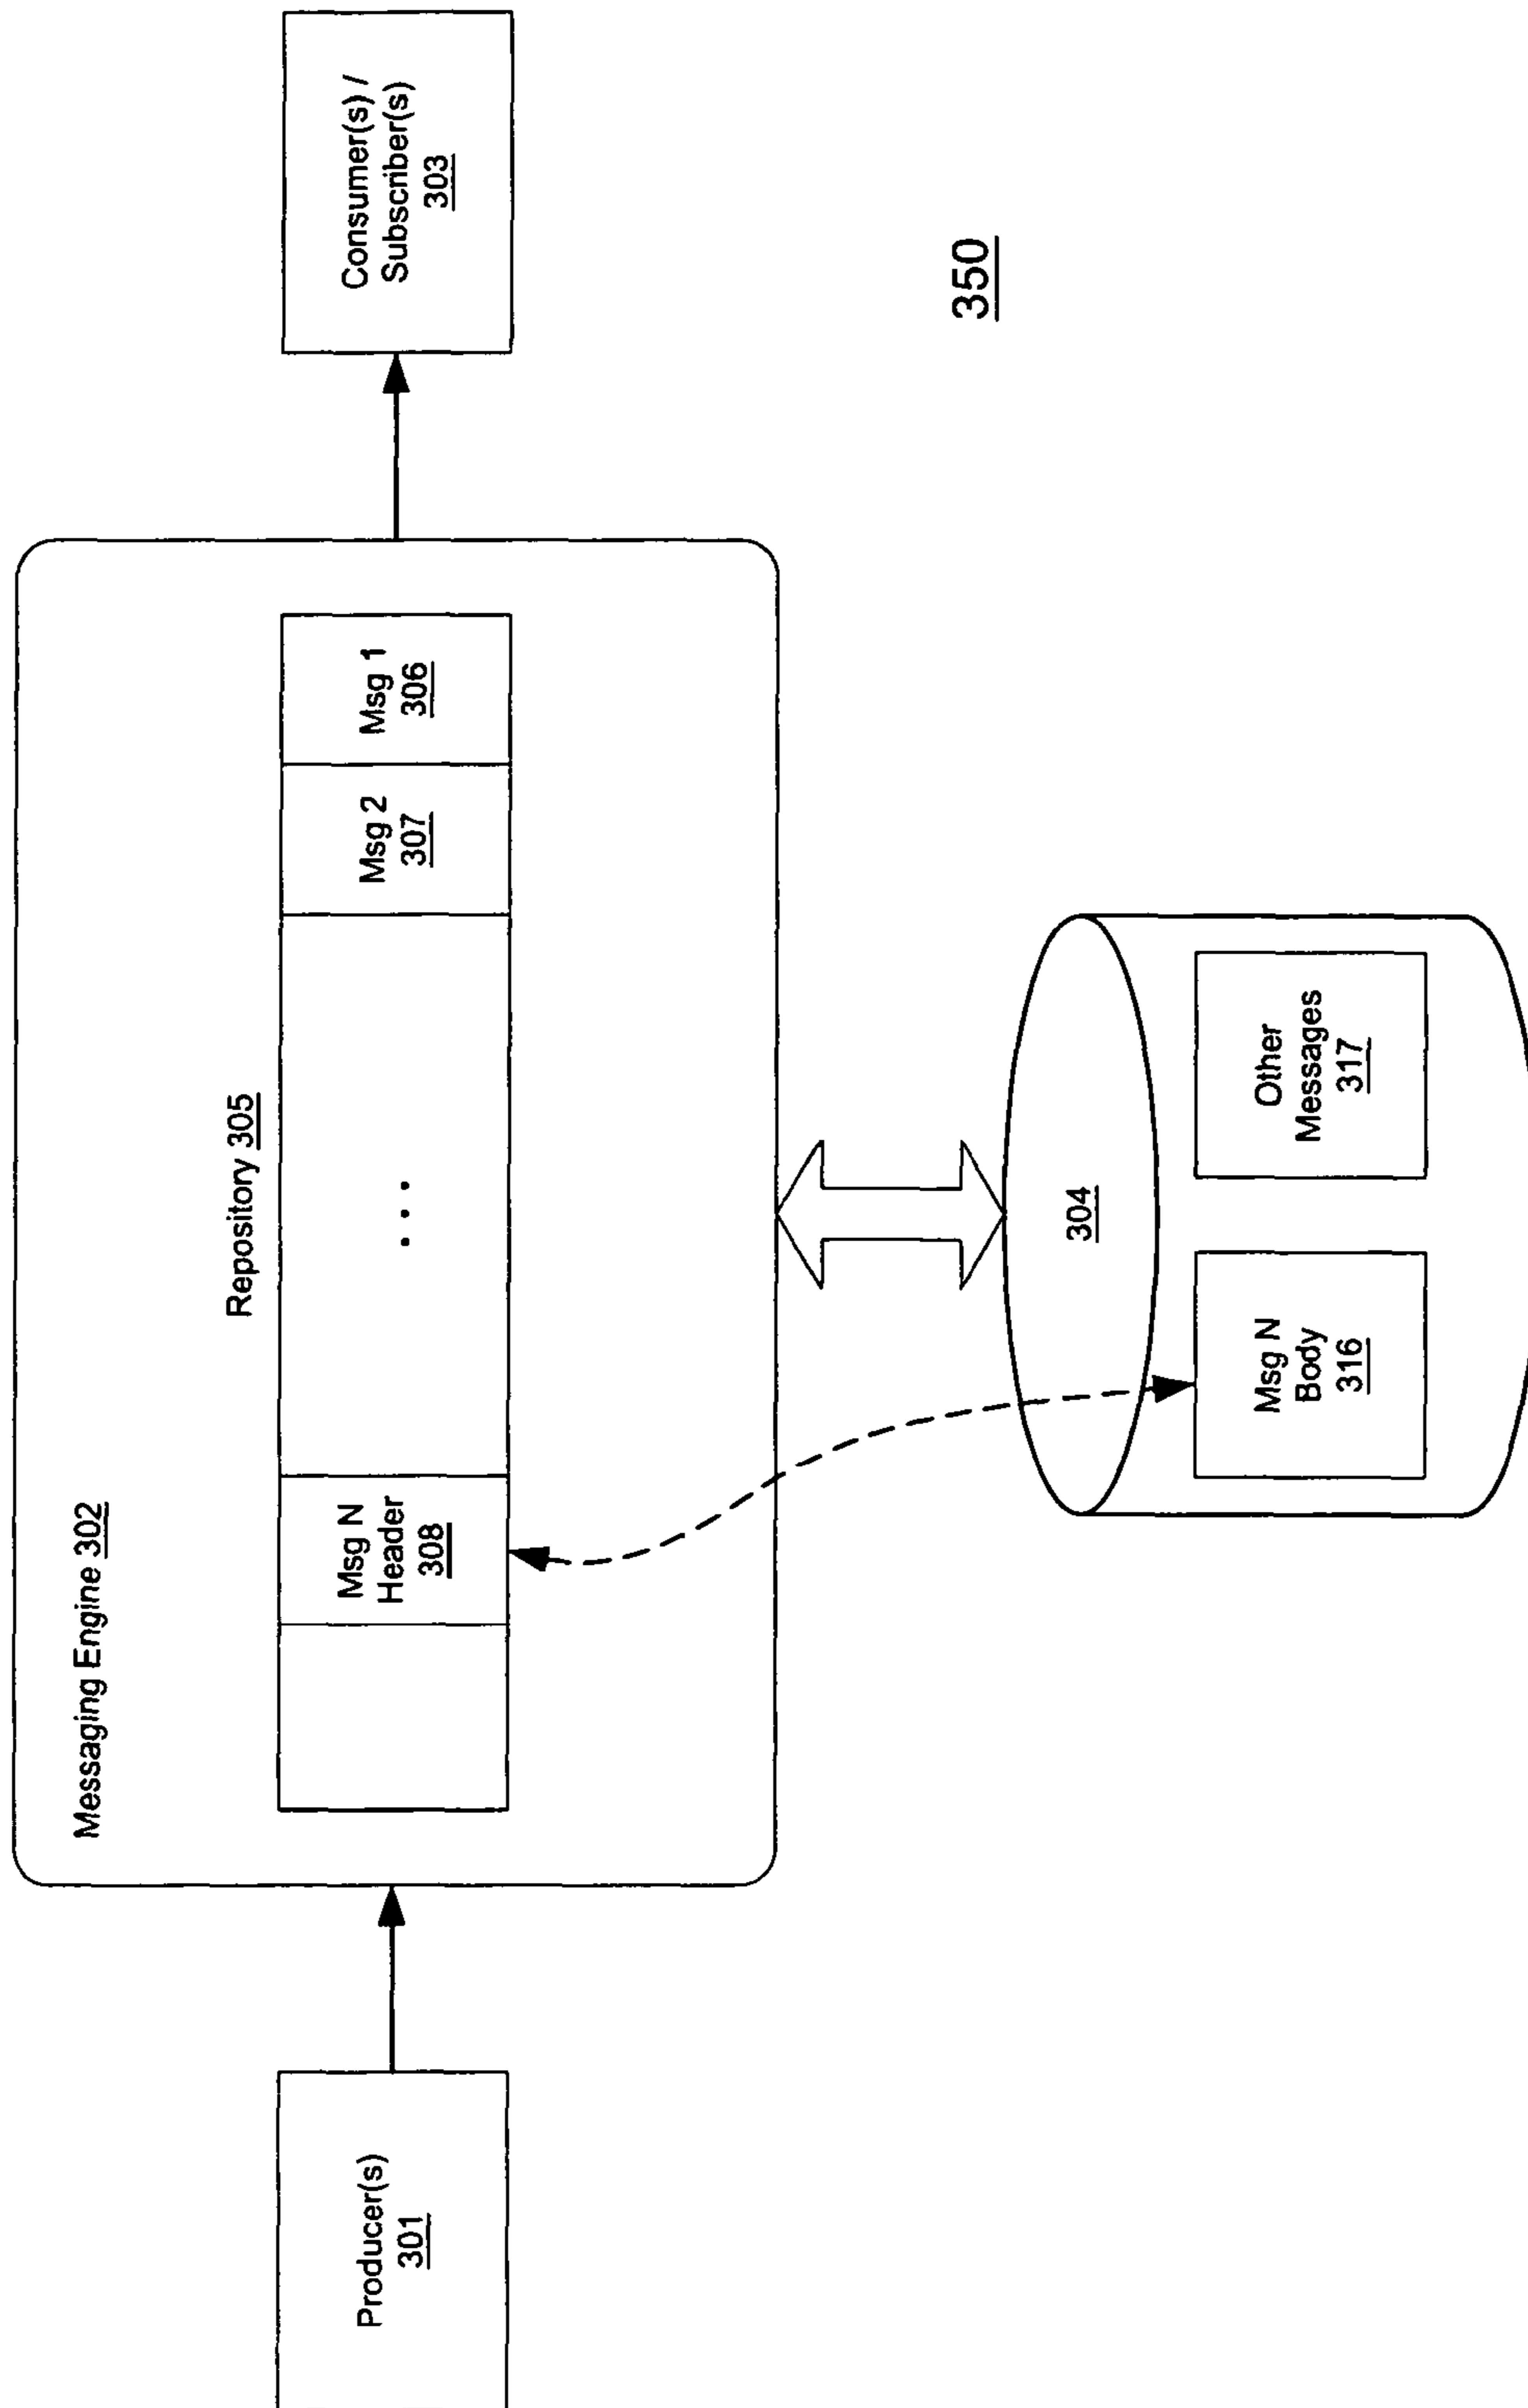 Messaging Engine 302
Repository 305
Producer(s)
301
Msg N
Header
308
...
Msg 2
307
Msg 1
306
Consumer(s) /
Subscriber(s)
303
304
Msg N
Body
316
Other
Messages
317
350